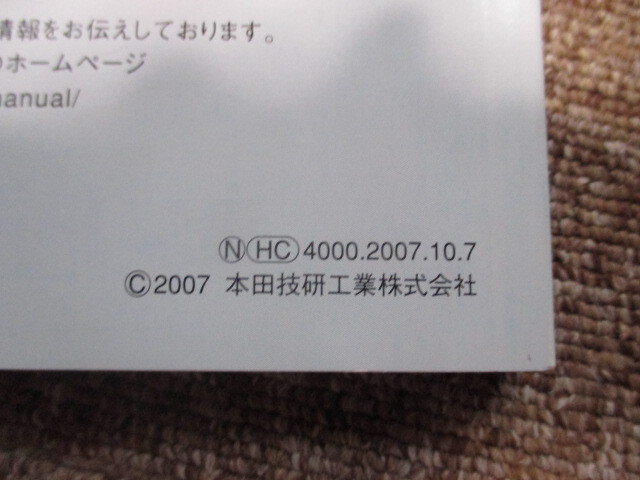 情報をお伝えしております。
ホームページ
manual/
ⓃHC 4000.2007.10.7
©2007 本田技研工業株式会社